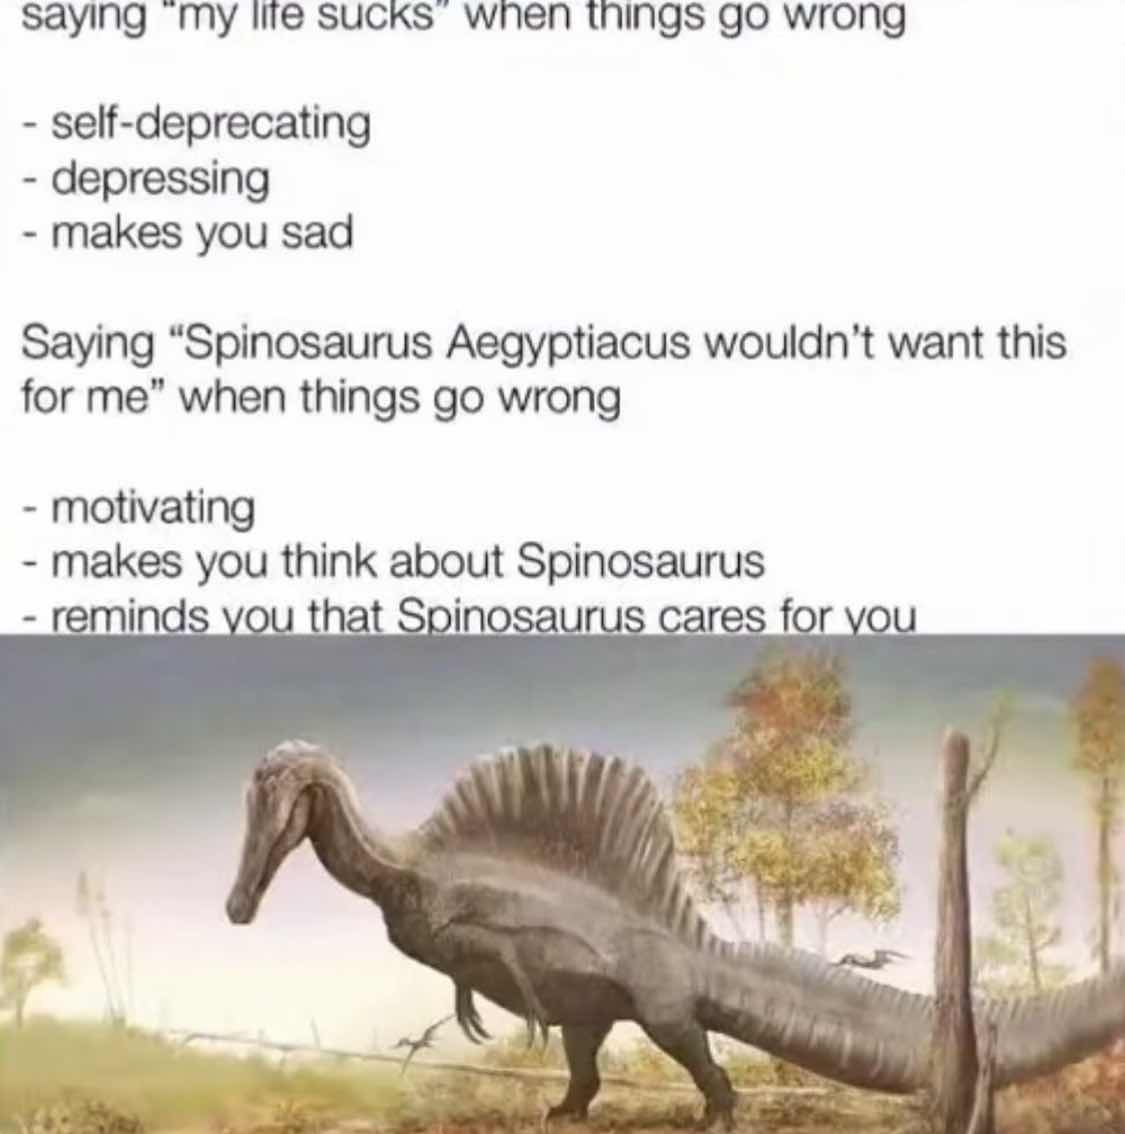 saying "my life sucks" when things go wrong
- self-deprecating
- depressing
- makes you sad
Saying “Spinosaurus Aegyptiacus wouldn’t want this
for me” when things go wrong
- motivating
- makes you think about Spinosaurus
- reminds you that Spinosaurus cares for you